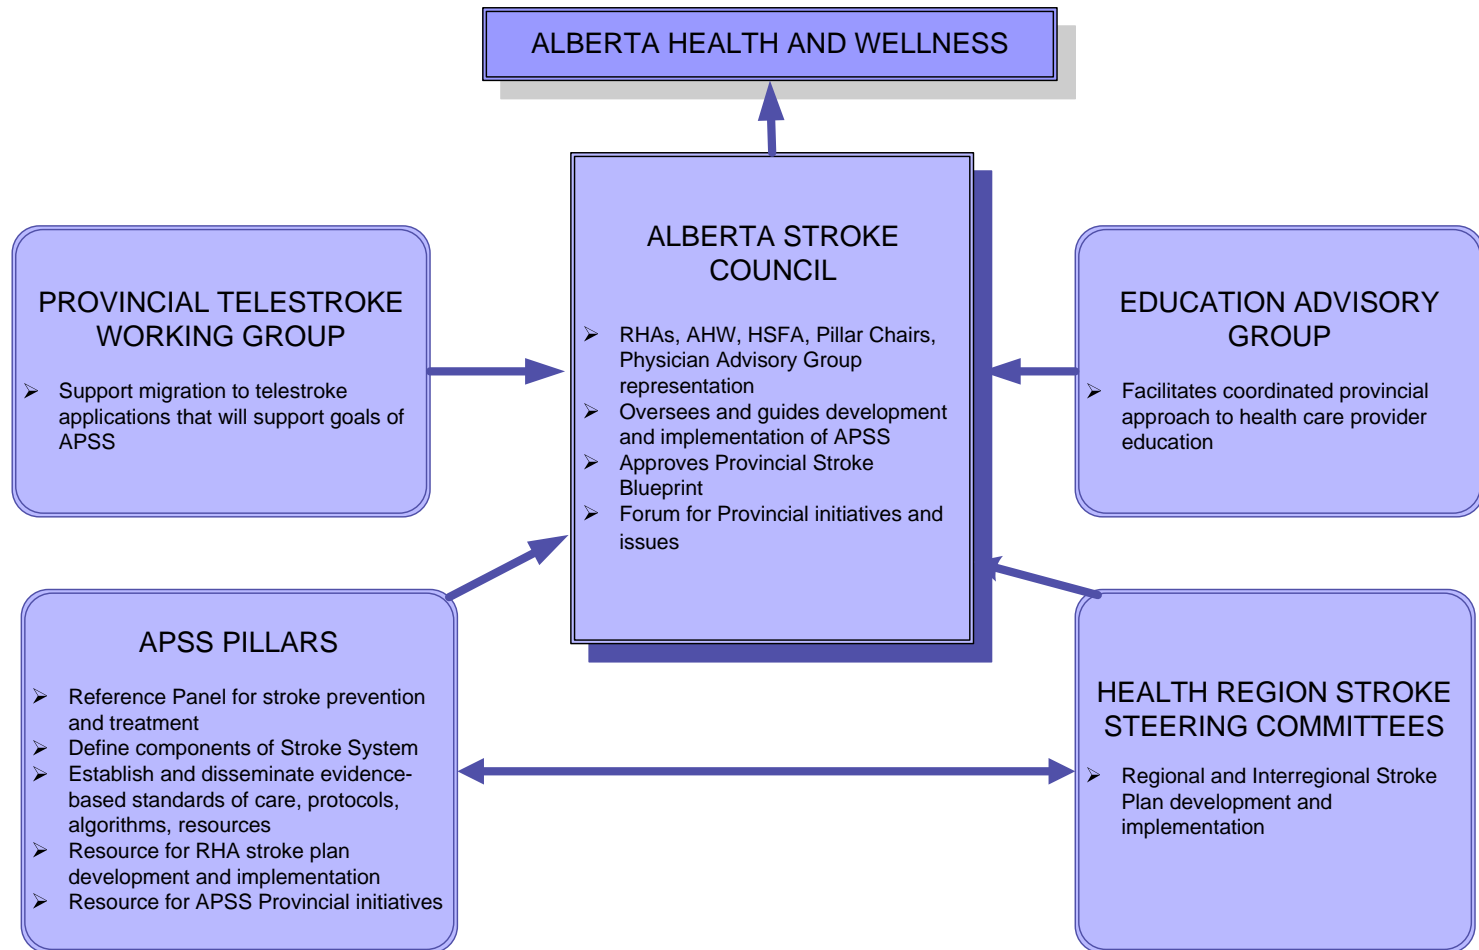 ALBERTA HEALTH AND WELLNESS
ALBERTA STROKE
COUNCIL
➢ RHAs, AHW, HSFA, Pillar Chairs,
Physician Advisory Group
representation
➢ Oversees and guides development
and implementation of APSS
➢ Approves Provincial Stroke
Blueprint
➢ Forum for Provincial initiatives and
issues
PROVINCIAL TELESTROKE
WORKING GROUP
➢ Support migration to telestroke
applications that will support goals of
APSS
EDUCATION ADVISORY
GROUP
➢ Facilitates coordinated provincial
approach to health care provider
education
APSS PILLARS
➢ Reference Panel for stroke prevention
and treatment
➢ Define components of Stroke System
➢ Establish and disseminate evidence-
based standards of care, protocols,
algorithms, resources
➢ Resource for RHA stroke plan
development and implementation
➢ Resource for APSS Provincial initiatives
HEALTH REGION STROKE
STEERING COMMITTEES
➢ Regional and Interregional Stroke
Plan development and
implementation